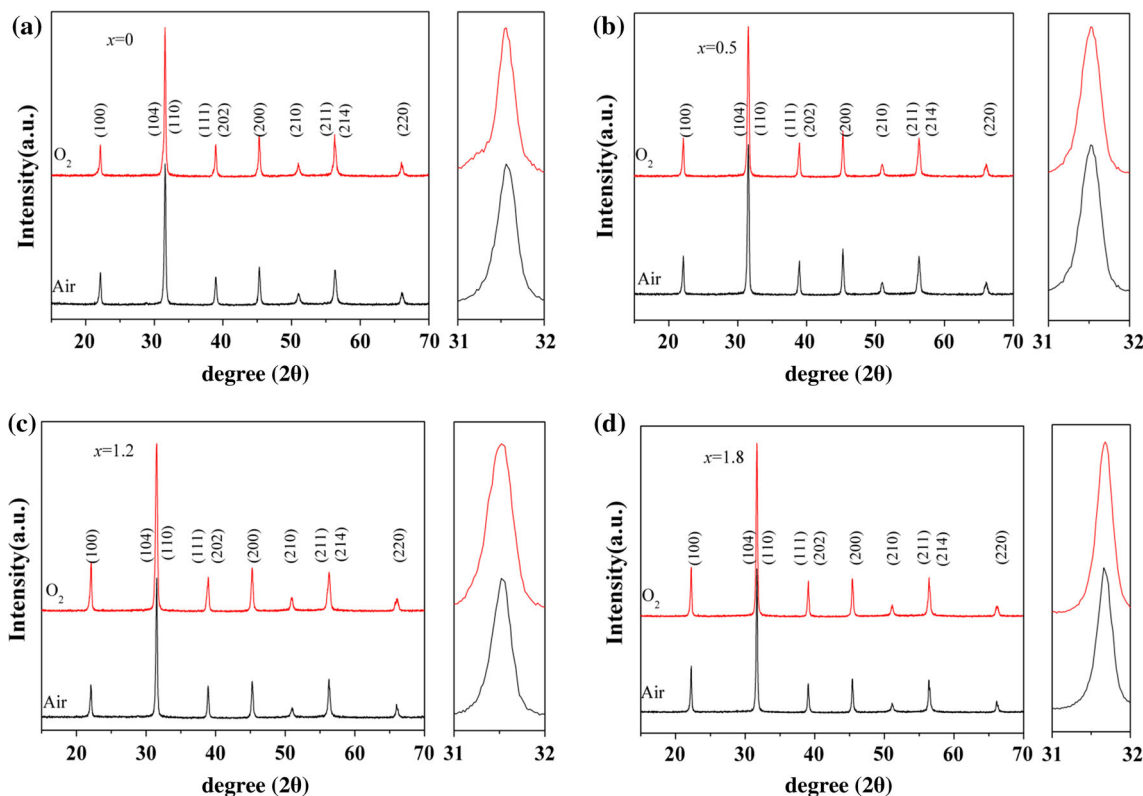 (a)
x=0
(100)
(104)
(110)
(111)
(202)
(200)
(210)
(211)
(214)
(220)
O2
Air
Intensity(a.u.)
20 30 40 50 60 70
degree (2θ)
31 32
(b)
x=0.5
(100)
(104)
(110)
(111)
(202)
(200)
(210)
(211)
(214)
(220)
O2
Air
Intensity(a.u.)
20 30 40 50 60 70
degree (2θ)
31 32
(c)
x=1.2
(100)
(104)
(110)
(111)
(202)
(200)
(210)
(211)
(214)
(220)
O2
Air
Intensity(a.u.)
20 30 40 50 60 70
degree (2θ)
31 32
(d)
x=1.8
(100)
(104)
(110)
(111)
(202)
(200)
(210)
(211)
(214)
(220)
O2
Air
Intensity(a.u.)
20 30 40 50 60 70
degree (2θ)
31 32